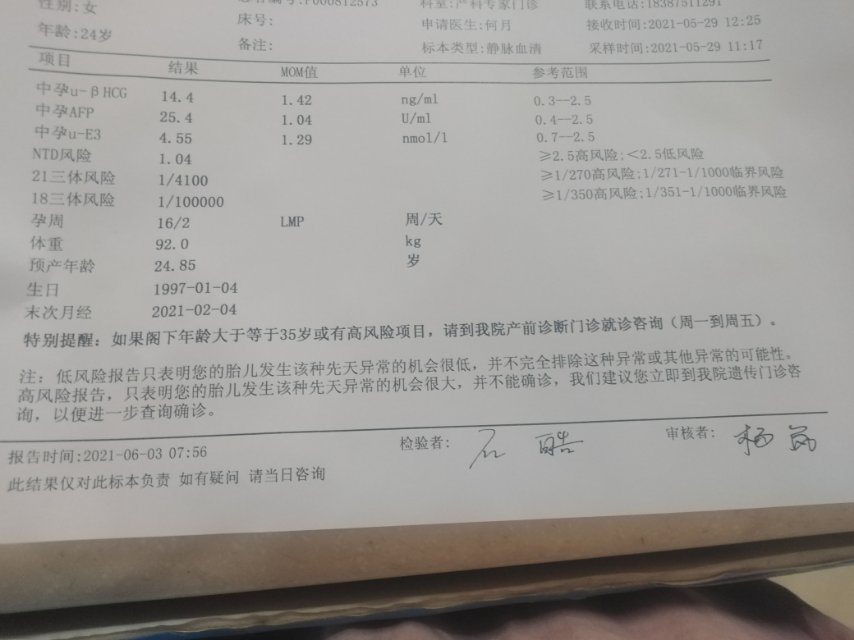 性别:女 P000812573 科室:产科专家门诊 联系电话:18387511291
年龄:24岁 床号: 申请医生:何月 接收时间:2021-05-29 12:25
备注: 标本类型:静脉血清 采样时间:2021-05-29 11:17
项目 结果 MOM值 单位 参考范围
中孕u-βHCG 14.4 1.42 ng/ml 0.3--2.5
中孕AFP 25.4 1.04 U/ml 0.4--2.5
中孕u-E3 4.55 1.29 nmol/l 0.7--2.5
NTD风险 1.04 ≥2.5高风险;<2.5低风险
21三体风险 1/4100 ≥1/270高风险;1/271-1/1000临界风险
18三体风险 1/100000 ≥1/350高风险;1/351-1/1000临界风险
孕周 16/2 LMP 周/天
体重 92.0 kg
预产年龄 24.85 岁
生日 1997-01-04
末次月经 2021-02-04
特别提醒: 如果阁下年龄大于等于35岁或有高风险项目，请到我院产前诊断门诊就诊咨询（周一到周五）。
注: 低风险报告只表明您的胎儿发生该种先天异常的机会很低，并不完全排除这种异常或其他异常的可能性。
高风险报告，只表明您的胎儿发生该种先天异常的机会很大，并不能确诊，我们建议您立即到我院遗传门诊咨
询，以便进一步查询确诊。
报告时间:2021-06-03 07:56 检验者: 审核者: 杨
此结果仅对此标本负责 如有疑问 请当日咨询